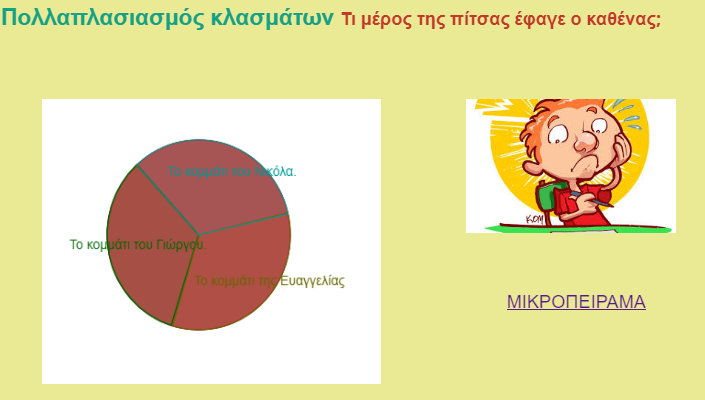 Πολλαπλασιασμός κλασμάτων Τι μέρος της πίτσας έφαγε ο καθένας;
Το κομμάτι του Νικόλα.
Το κομμάτι του Γιώργου.
Το κομμάτι της Ευαγγελίας
KOM
ΜΙΚΡΟΠΕΙΡΑΜΑ